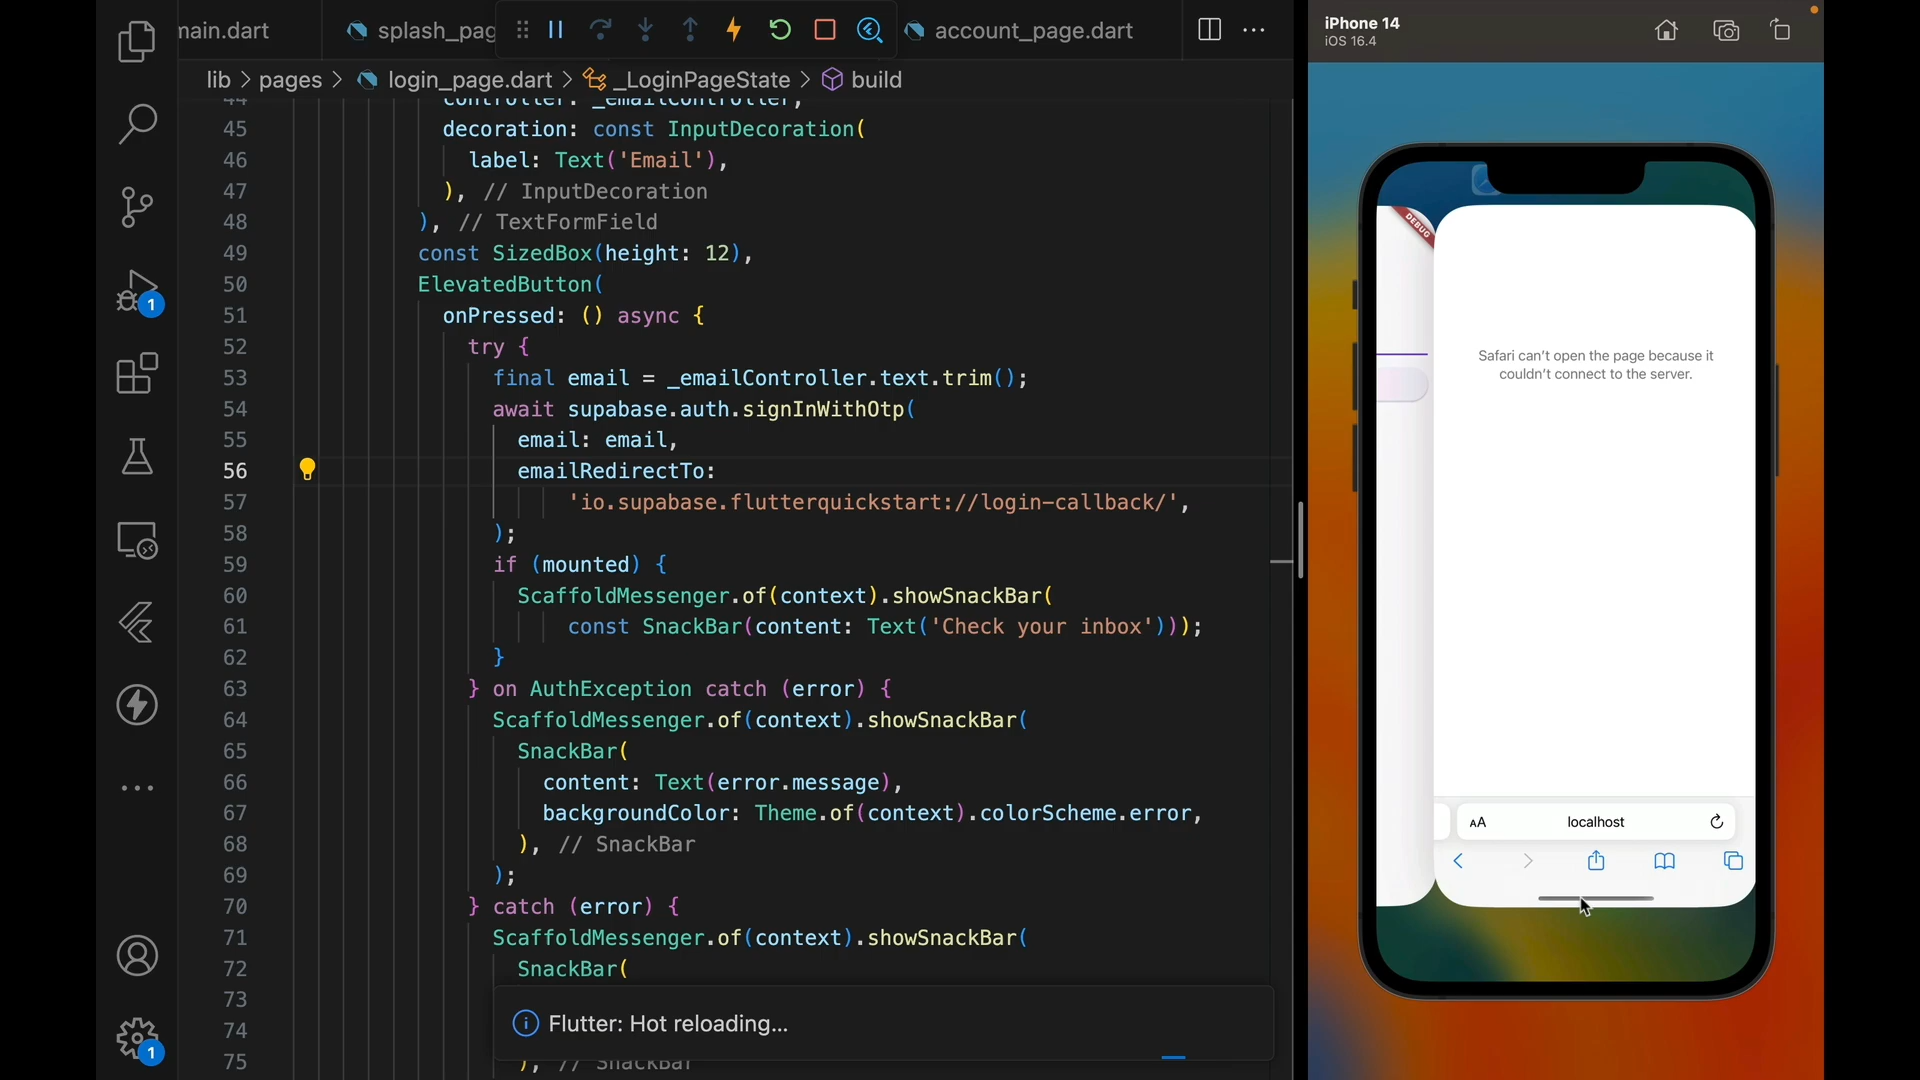 main.dart
splash_pag
account_page.dart
lib > pages > login_page.dart > _LoginPageState > build
44 controller: _emailController,
45 decoration: const InputDecoration(
46 label: Text('Email'),
47 ), // InputDecoration
48 ), // TextFormField
49 const SizedBox(height: 12),
50 ElevatedButton(
51 onPressed: () async {
52 try {
53 final email = _emailController.text.trim();
54 await supabase.auth.signInWithOtp(
55 email: email,
56 emailRedirectTo:
57 'io.supabase.flutterquickstart://login-callback/',
58 );
59 if (mounted) {
60 ScaffoldMessenger.of(context).showSnackBar(
61 const SnackBar(content: Text('Check your inbox')));
62 }
63 } on AuthException catch (error) {
64 ScaffoldMessenger.of(context).showSnackBar(
65 SnackBar(
66 content: Text(error.message),
67 backgroundColor: Theme.of(context).colorScheme.error,
68 ), // SnackBar
69 );
70 } catch (error) {
71 ScaffoldMessenger.of(context).showSnackBar(
72 SnackBar(
73
74
75 ), // SnackBar
Flutter: Hot reloading...
1
1
iPhone 14
iOS 16.4
DEBUG
Safari can't open the page because it
couldn't connect to the server.
AA localhost